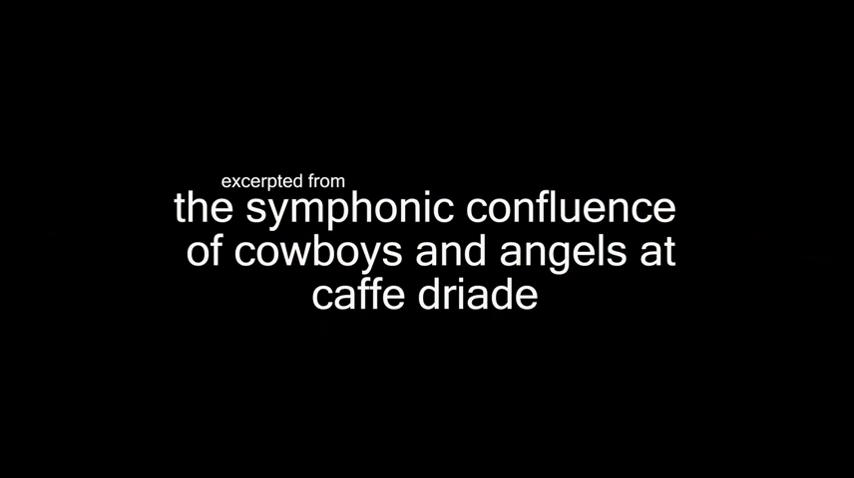 excerpted from
the symphonic confluence
of cowboys and angels at
caffe driade